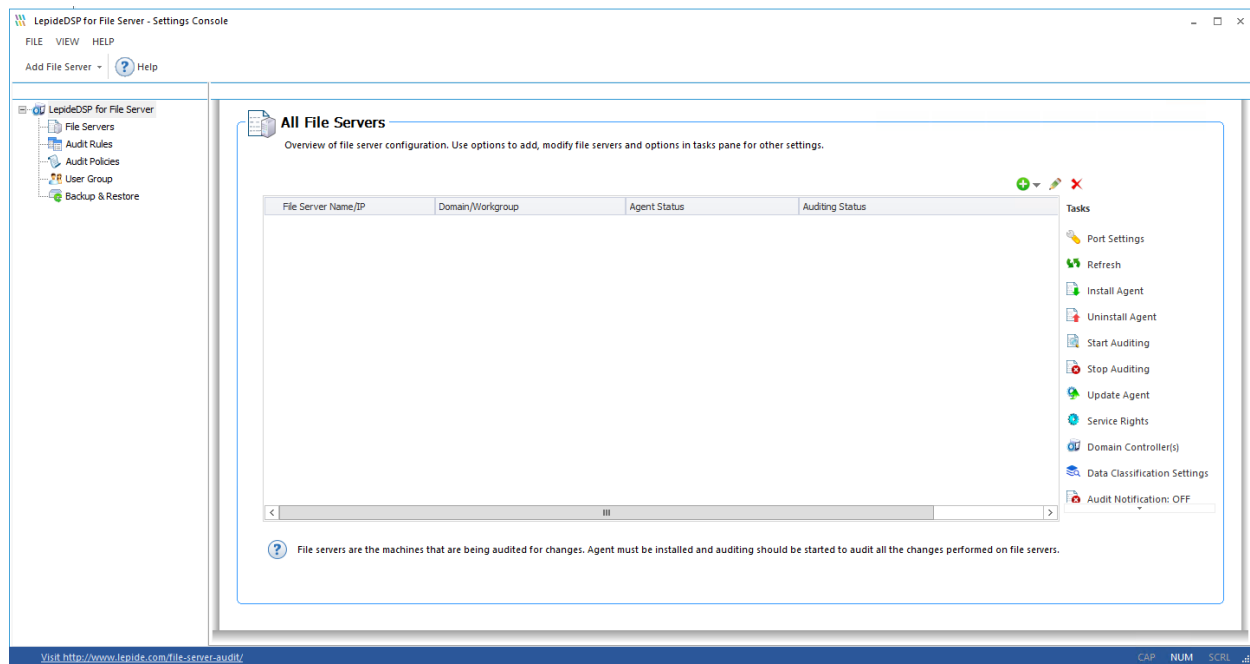 LepideDSP for File Server - Settings Console
FILE VIEW HELP
Add File Server Help
LepideDSP for File Server
File Servers
Audit Rules
Audit Policies
User Group
Backup & Restore
All File Servers
Overview of file server configuration. Use options to add, modify file servers and options in tasks pane for other settings.
File Server Name/IP Domain/Workgroup Agent Status Auditing Status
Tasks
Port Settings
Refresh
Install Agent
Uninstall Agent
Start Auditing
Stop Auditing
Update Agent
Service Rights
Domain Controller(s)
Data Classification Settings
Audit Notification: OFF
File servers are the machines that are being audited for changes. Agent must be installed and auditing should be started to audit all the changes performed on file servers.
Visit http://www.lepide.com/file-server-audit/ CAP NUM SCRL